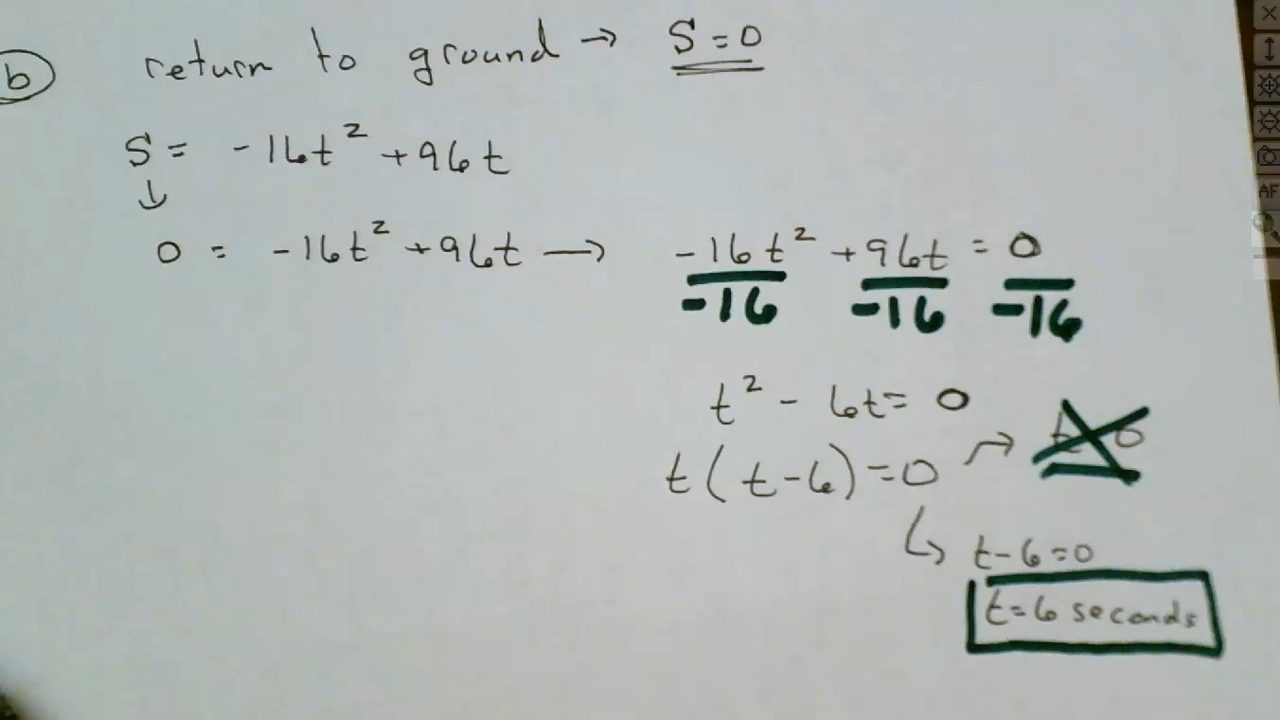 b return to ground → S=0
S = -16t² + 96t
↓
0 = -16t² + 96t → -16t² + 96t = 0
-16 -16 -16
t² - 6t = 0
t(t-6) = 0 →
↳ t-6=0
t=6 seconds
AF